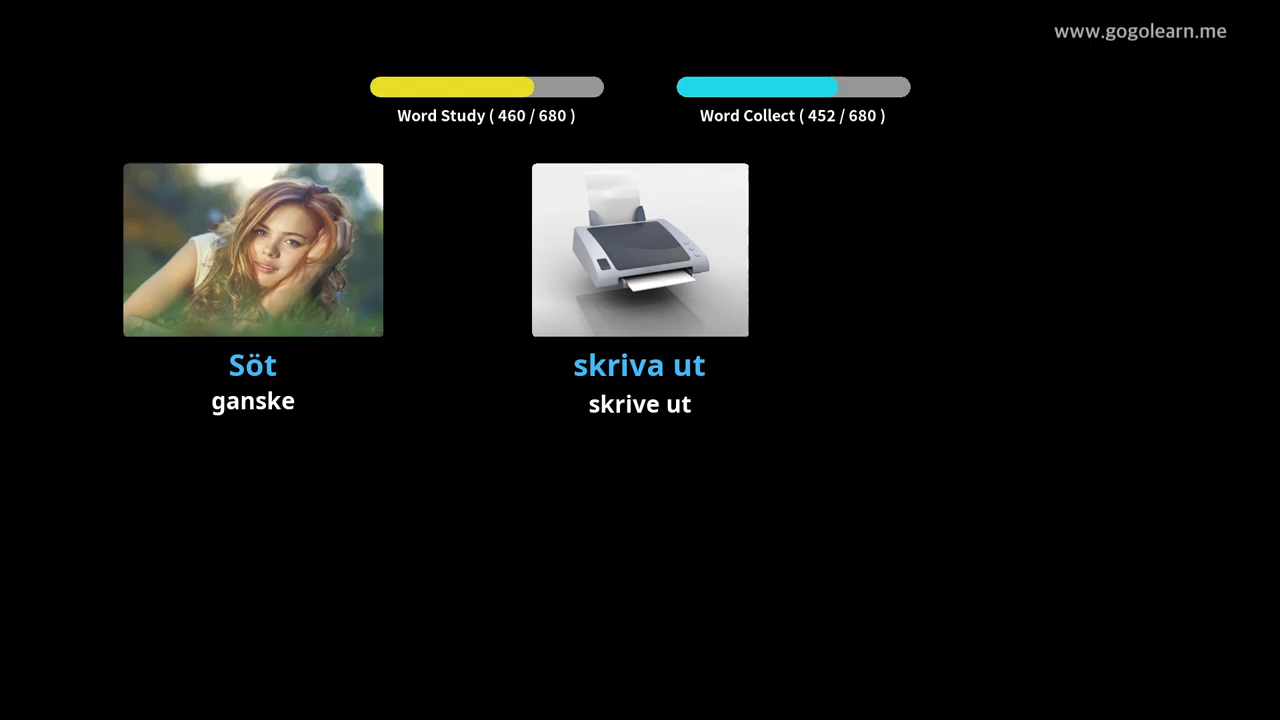 www.gogolearn.me
Word Study ( 460 / 680 )
Word Collect ( 452 / 680 )
Söt
ganske
skriva ut
skrive ut